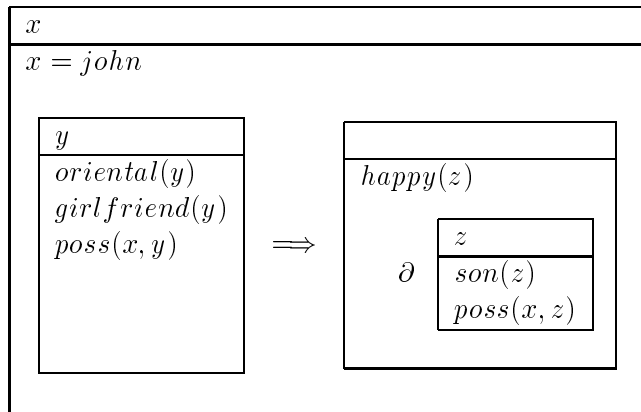 x
x = john
y
oriental(y)
girlfriend(y)
poss(x, y)
⟹
happy(z)
∂
z
son(z)
poss(x, z)